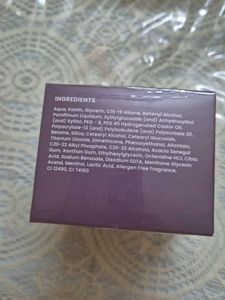 INGREDIENTS
Aqua, Kaolin, Glycerin, C15-19 Alkane, Behenyl Alcohol,
Paraffinum Liquidum, Xylitylglucoside (and) Anhydroxylitol
(and) Xylitol, PEG - 8, PEG 40 Hydrogenated Castor Oil,
Polyacrylate-13 (and) Polyisobutene (and) Polysorbate 20,
Betaine, Silica, Cetearyl Alcohol, Cetearyl Glucoside,
Titanium Dioxide, Dimethicone, Phenoxyethanol, Allantoin,
C20-22 Alkyl Phosphate, C20-22 Alcohols, Acacia Senegal
Gum, Xanthan Gum, Ethylhexylglycerin, Octenidine HCl, Citric
Acid, Sodium Benzoate, Disodium EDTA, Menthone Glycerin
Acetal, Menthol, Lactic Acid, Allergen Free Fragrance,
CI 12490, CI 74160